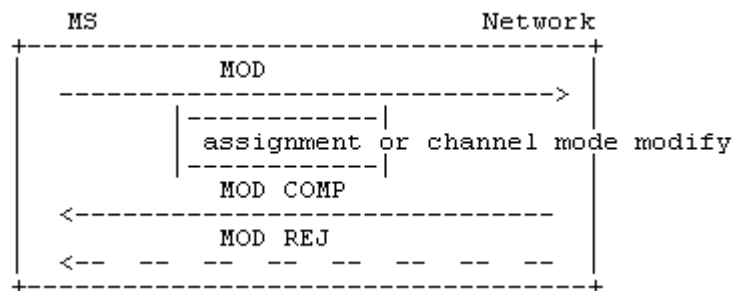 MS Network
MOD
assignment or channel mode modify
MOD COMP
MOD REJ